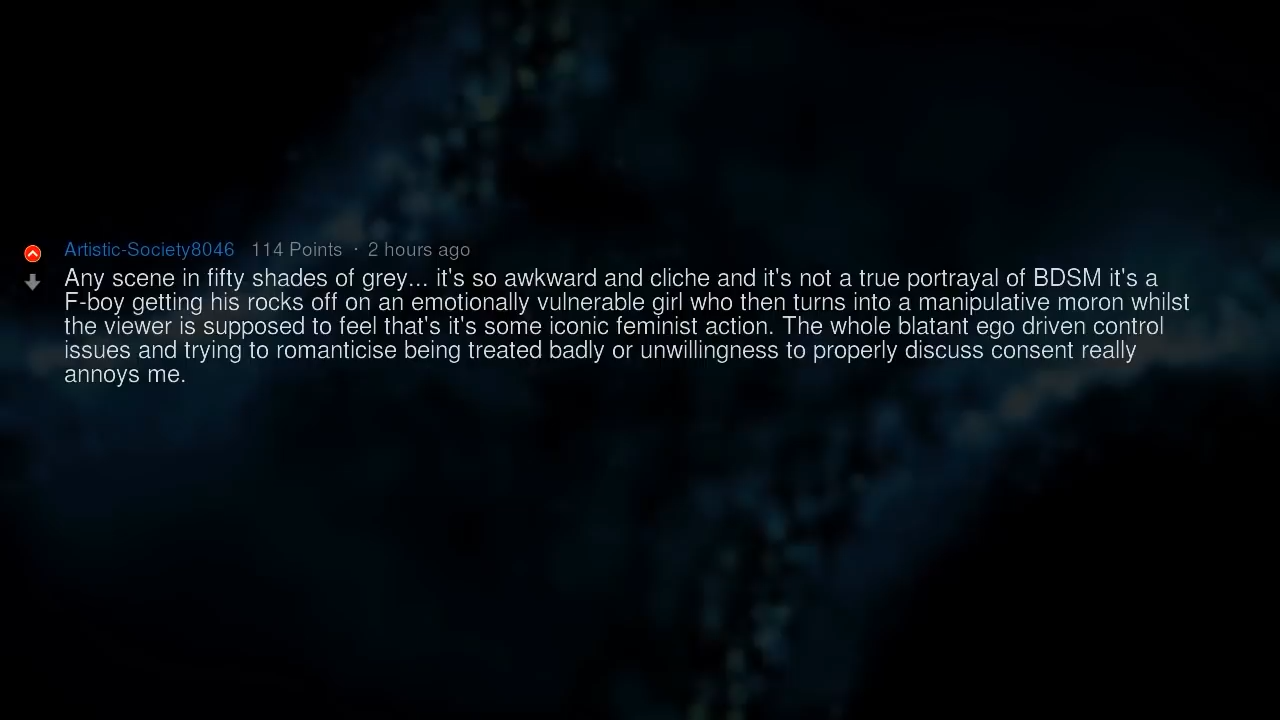 Artistic-Society8046 114 Points · 2 hours ago
Any scene in fifty shades of grey... it's so awkward and cliche and it's not a true portrayal of BDSM it's a
F-boy getting his rocks off on an emotionally vulnerable girl who then turns into a manipulative moron whilst
the viewer is supposed to feel that's it's some iconic feminist action. The whole blatant ego driven control
issues and trying to romanticise being treated badly or unwillingness to properly discuss consent really
annoys me.